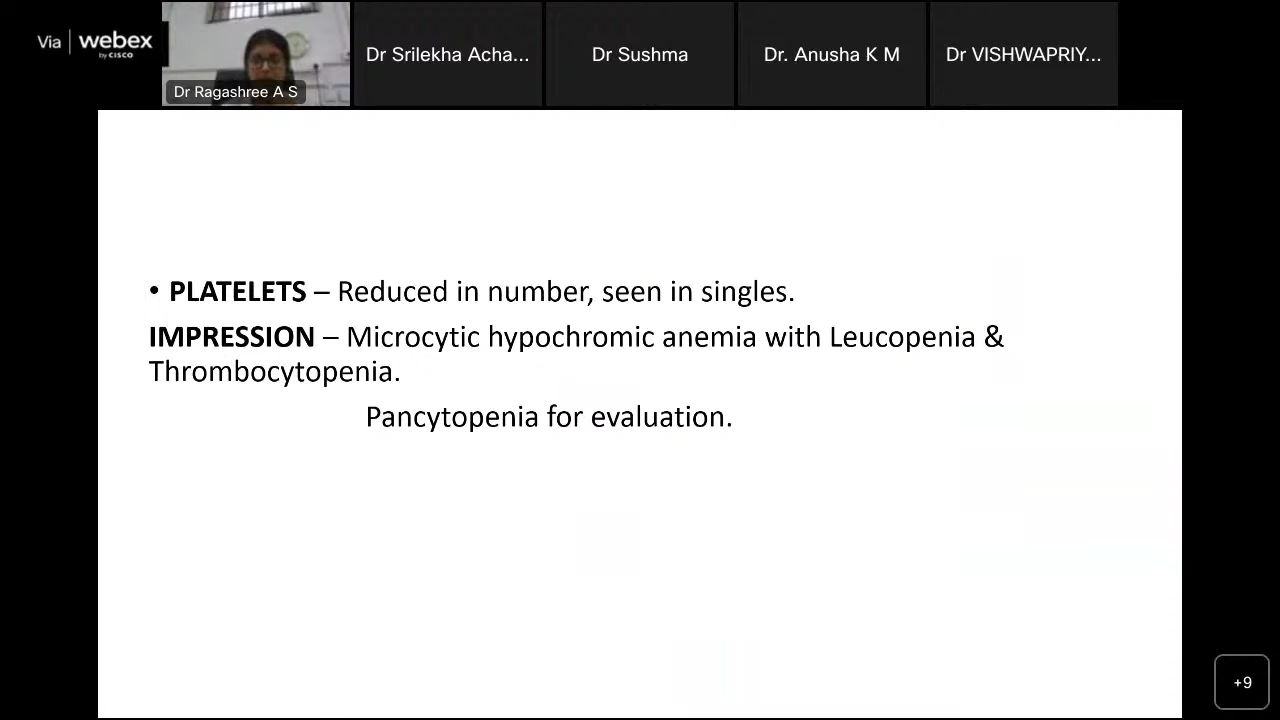 Via webex
by CISCO
Dr Ragashree A S
Dr Srilekha Acha...
Dr Sushma
Dr. Anusha K M
Dr VISHWAPRIY...
• PLATELETS – Reduced in number, seen in singles.
IMPRESSION – Microcytic hypochromic anemia with Leucopenia &
Thrombocytopenia.
Pancytopenia for evaluation.
+9